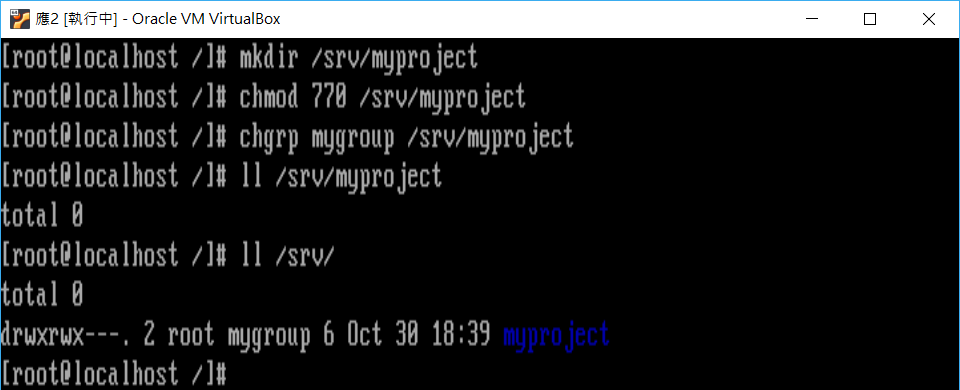 應2 [執行中] - Oracle VM VirtualBox
[root@localhost /]# mkdir /srv/myproject
[root@localhost /]# chmod 770 /srv/myproject
[root@localhost /]# chgrp mygroup /srv/myproject
[root@localhost /]# ll /srv/myproject
total 0
[root@localhost /]# ll /srv/
total 0
drwxrwx---. 2 root mygroup 6 Oct 30 18:39 myproject
[root@localhost /]#